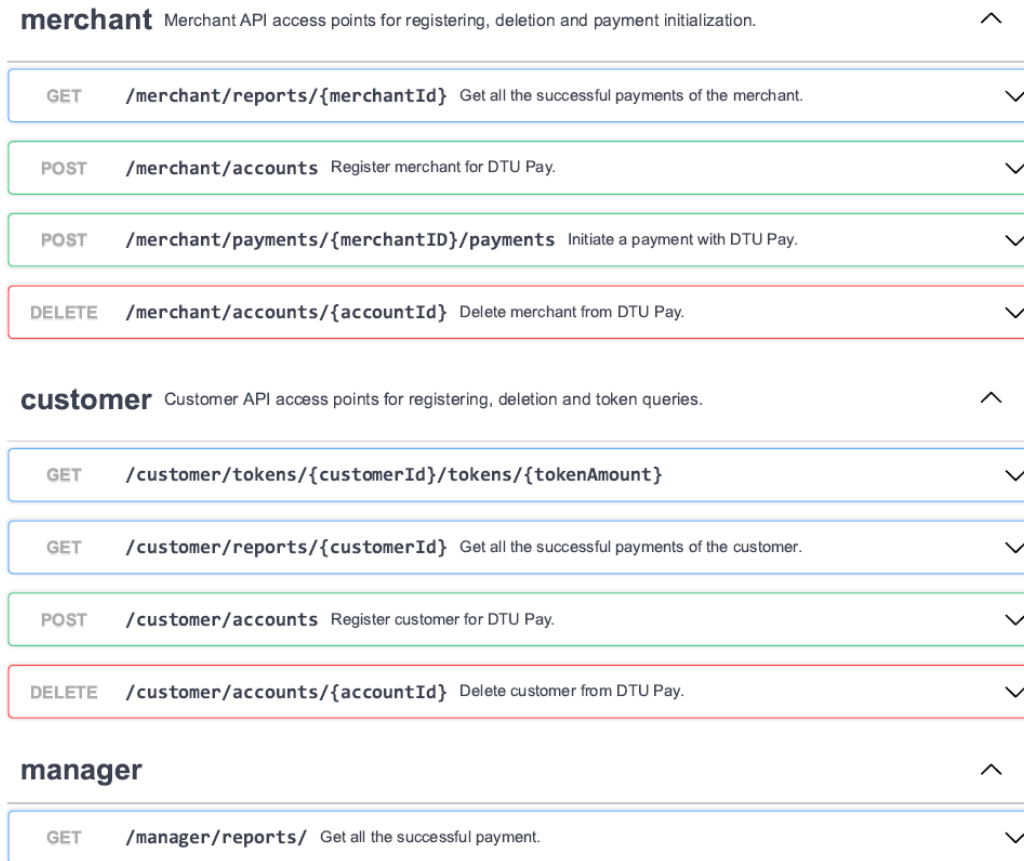 merchant Merchant API access points for registering, deletion and payment initialization.
GET /merchant/reports/{merchantId} Get all the successful payments of the merchant.
POST /merchant/accounts Register merchant for DTU Pay.
POST /merchant/payments/{merchantID}/payments Initiate a payment with DTU Pay.
DELETE /merchant/accounts/{accountId} Delete merchant from DTU Pay.
customer Customer API access points for registering, deletion and token queries.
GET /customer/tokens/{customerId}/tokens/{tokenAmount}
GET /customer/reports/{customerId} Get all the successful payments of the customer.
POST /customer/accounts Register customer for DTU Pay.
DELETE /customer/accounts/{accountId} Delete customer from DTU Pay.
manager
GET /manager/reports/ Get all the successful payment.